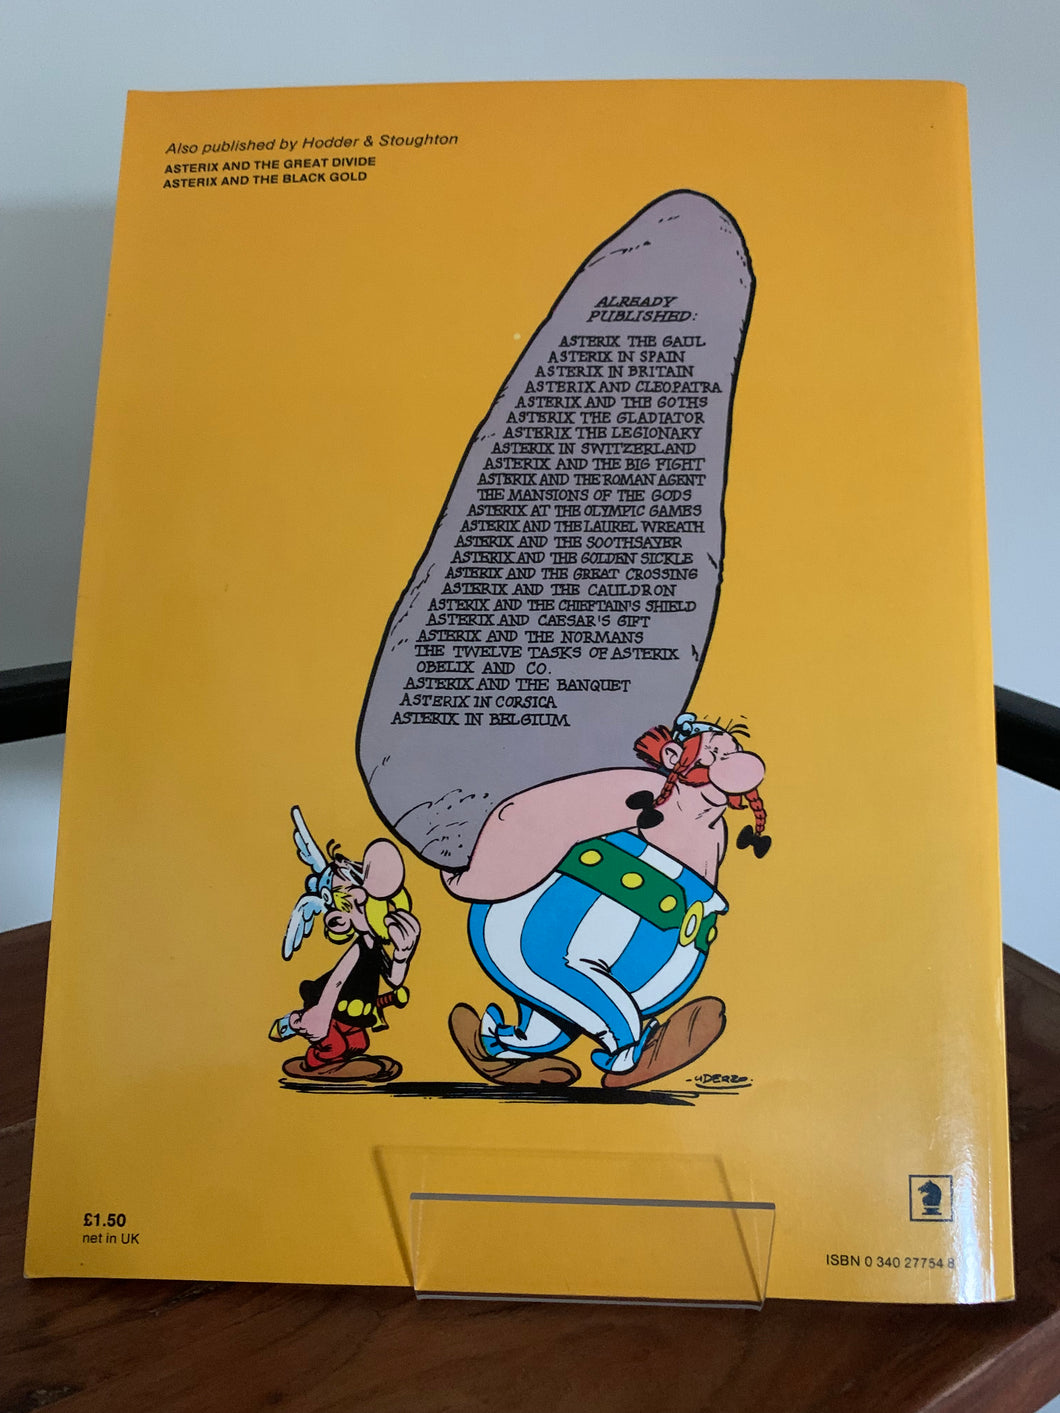 Also published by Hodder & Stoughton
ASTERIX AND THE GREAT DIVIDE
ASTERIX AND THE BLACK GOLD
ALREADY
PUBLISHED:
ASTERIX THE GAUL
ASTERIX IN SPAIN
ASTERIX IN BRITAIN
ASTERIX AND CLEOPATRA
ASTERIX AND THE GOTHS
ASTERIX THE GLADIATOR
ASTERIX THE LEGIONARY
ASTERIX IN SWITZERLAND
ASTERIX AND THE BIG FIGHT
ASTERIX AND THE ROMAN AGENT
THE MANSIONS OF THE GODS
ASTERIX AT THE OLYMPIC GAMES
ASTERIX AND THE LAUREL WREATH
ASTERIX AND THE SOOTHSAYER
ASTERIX AND THE GOLDEN SICKLE
ASTERIX AND THE GREAT CROSSING
ASTERIX AND THE CAULDRON
ASTERIX AND THE CHIEFTAIN'S SHIELD
ASTERIX AND CAESAR'S GIFT
ASTERIX AND THE NORMANS
THE TWELVE TASKS OF ASTERIX
OBELIX AND CO.
ASTERIX AND THE BANQUET
ASTERIX IN CORSICA
ASTERIX IN BELGIUM
-UDERZO-
£1.50
net in UK
ISBN 0 340 27754 8